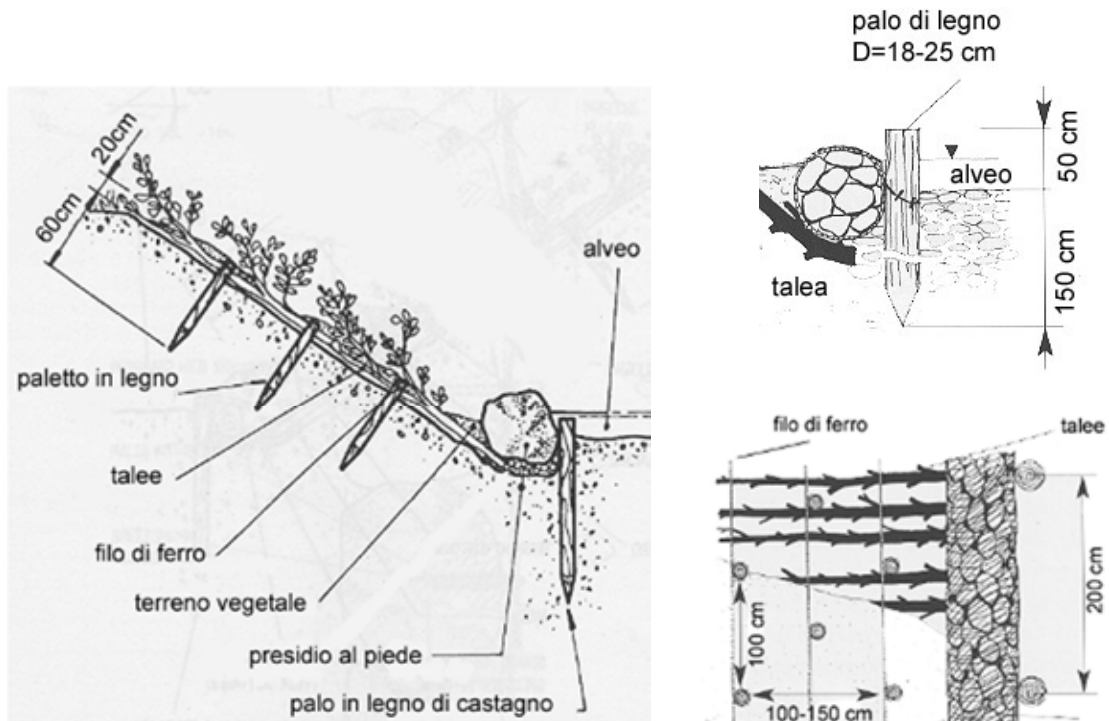 20cm
60cm
alveo
paletto in legno
talee
filo di ferro
terreno vegetale
presidio al piede
palo in legno di castagno
palo di legno
D=18-25 cm
50 cm
alveo
150 cm
talea
filo di ferro
talee
200 cm
100 cm
100-150 cm